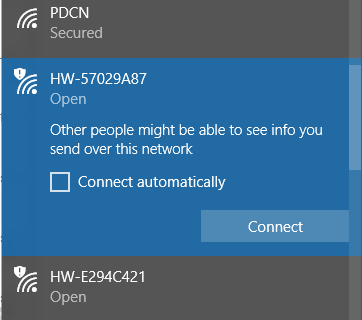 PDCN
Secured
HW-57029A87
Open
Other people might be able to see info you
send over this network
Connect automatically
Connect
HW-E294C421
Open